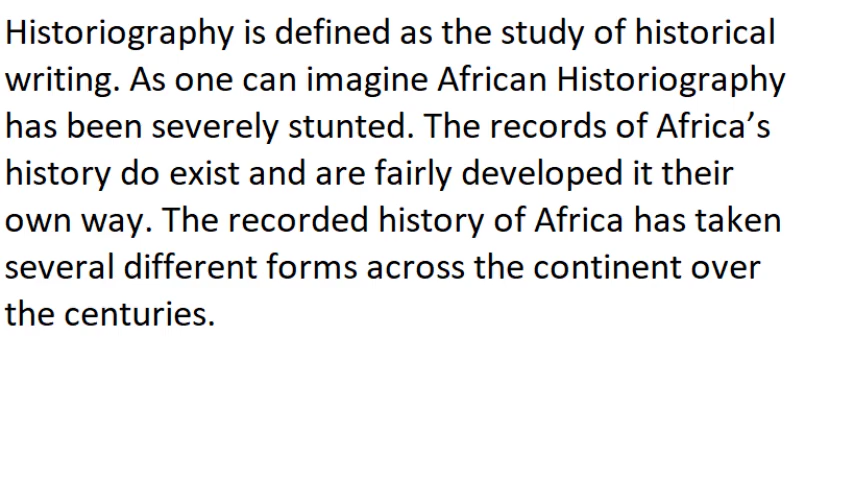 Historiography is defined as the study of historical
writing. As one can imagine African Historiography
has been severely stunted. The records of Africa’s
history do exist and are fairly developed it their
own way. The recorded history of Africa has taken
several different forms across the continent over
the centuries.